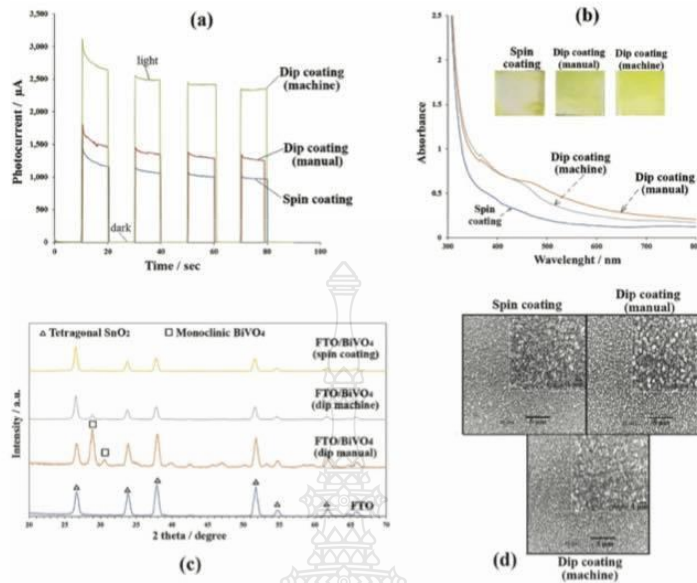 (a)
3,500
3,000
2,500
2,000
1,500
1,000
500
0
Photocurrent / µA
light
dark
Dip coating
(machine)
Dip coating
(manual)
Spin coating
0 20 40 60 80 100
Time / sec
(b)
2.5
2
1.5
1
0.5
0
Absorbance
Spin
coating
Dip coating
(manual)
Dip coating
(machine)
Dip coating
(machine)
Dip coating
(manual)
Spin
coating
300 400 500 600 700 800
Wavelenght / nm
Tetragonal SnO2
Monoclinic BiVO4
FTO/BiVO4
(spin coating)
FTO/BiVO4
(dip machine)
FTO/BiVO4
(dip manual)
FTO
Intensity / a.u.
20 25 30 35 40 45 50 55 60 65 70
2 theta / degree
(c)
Spin coating
Dip coating
(manual)
Dip coating
(machine)
(d)